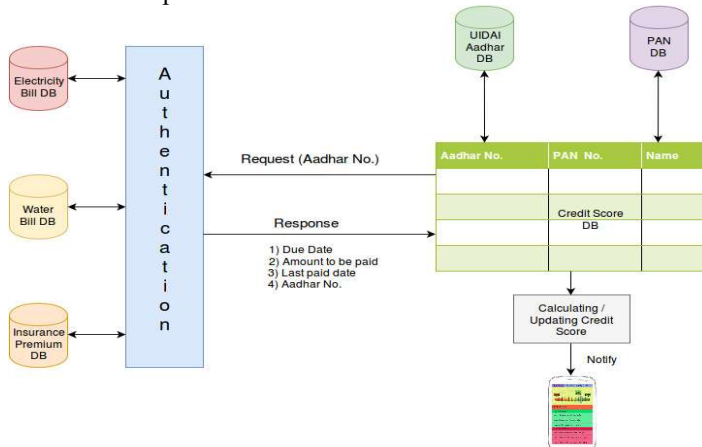 UIDAI
Aadhar
DB
PAN
DB
Electricity
Bill DB
Authentication
Aadhar No.
PAN No.
Name
Request (Aadhar No.)
Water
Bill DB
Response
1) Due Date
2) Amount to be paid
3) Last paid date
4) Aadhar No.
Credit Score
DB
Insurance
Premium
DB
Calculating /
Updating Credit
Score
Notify